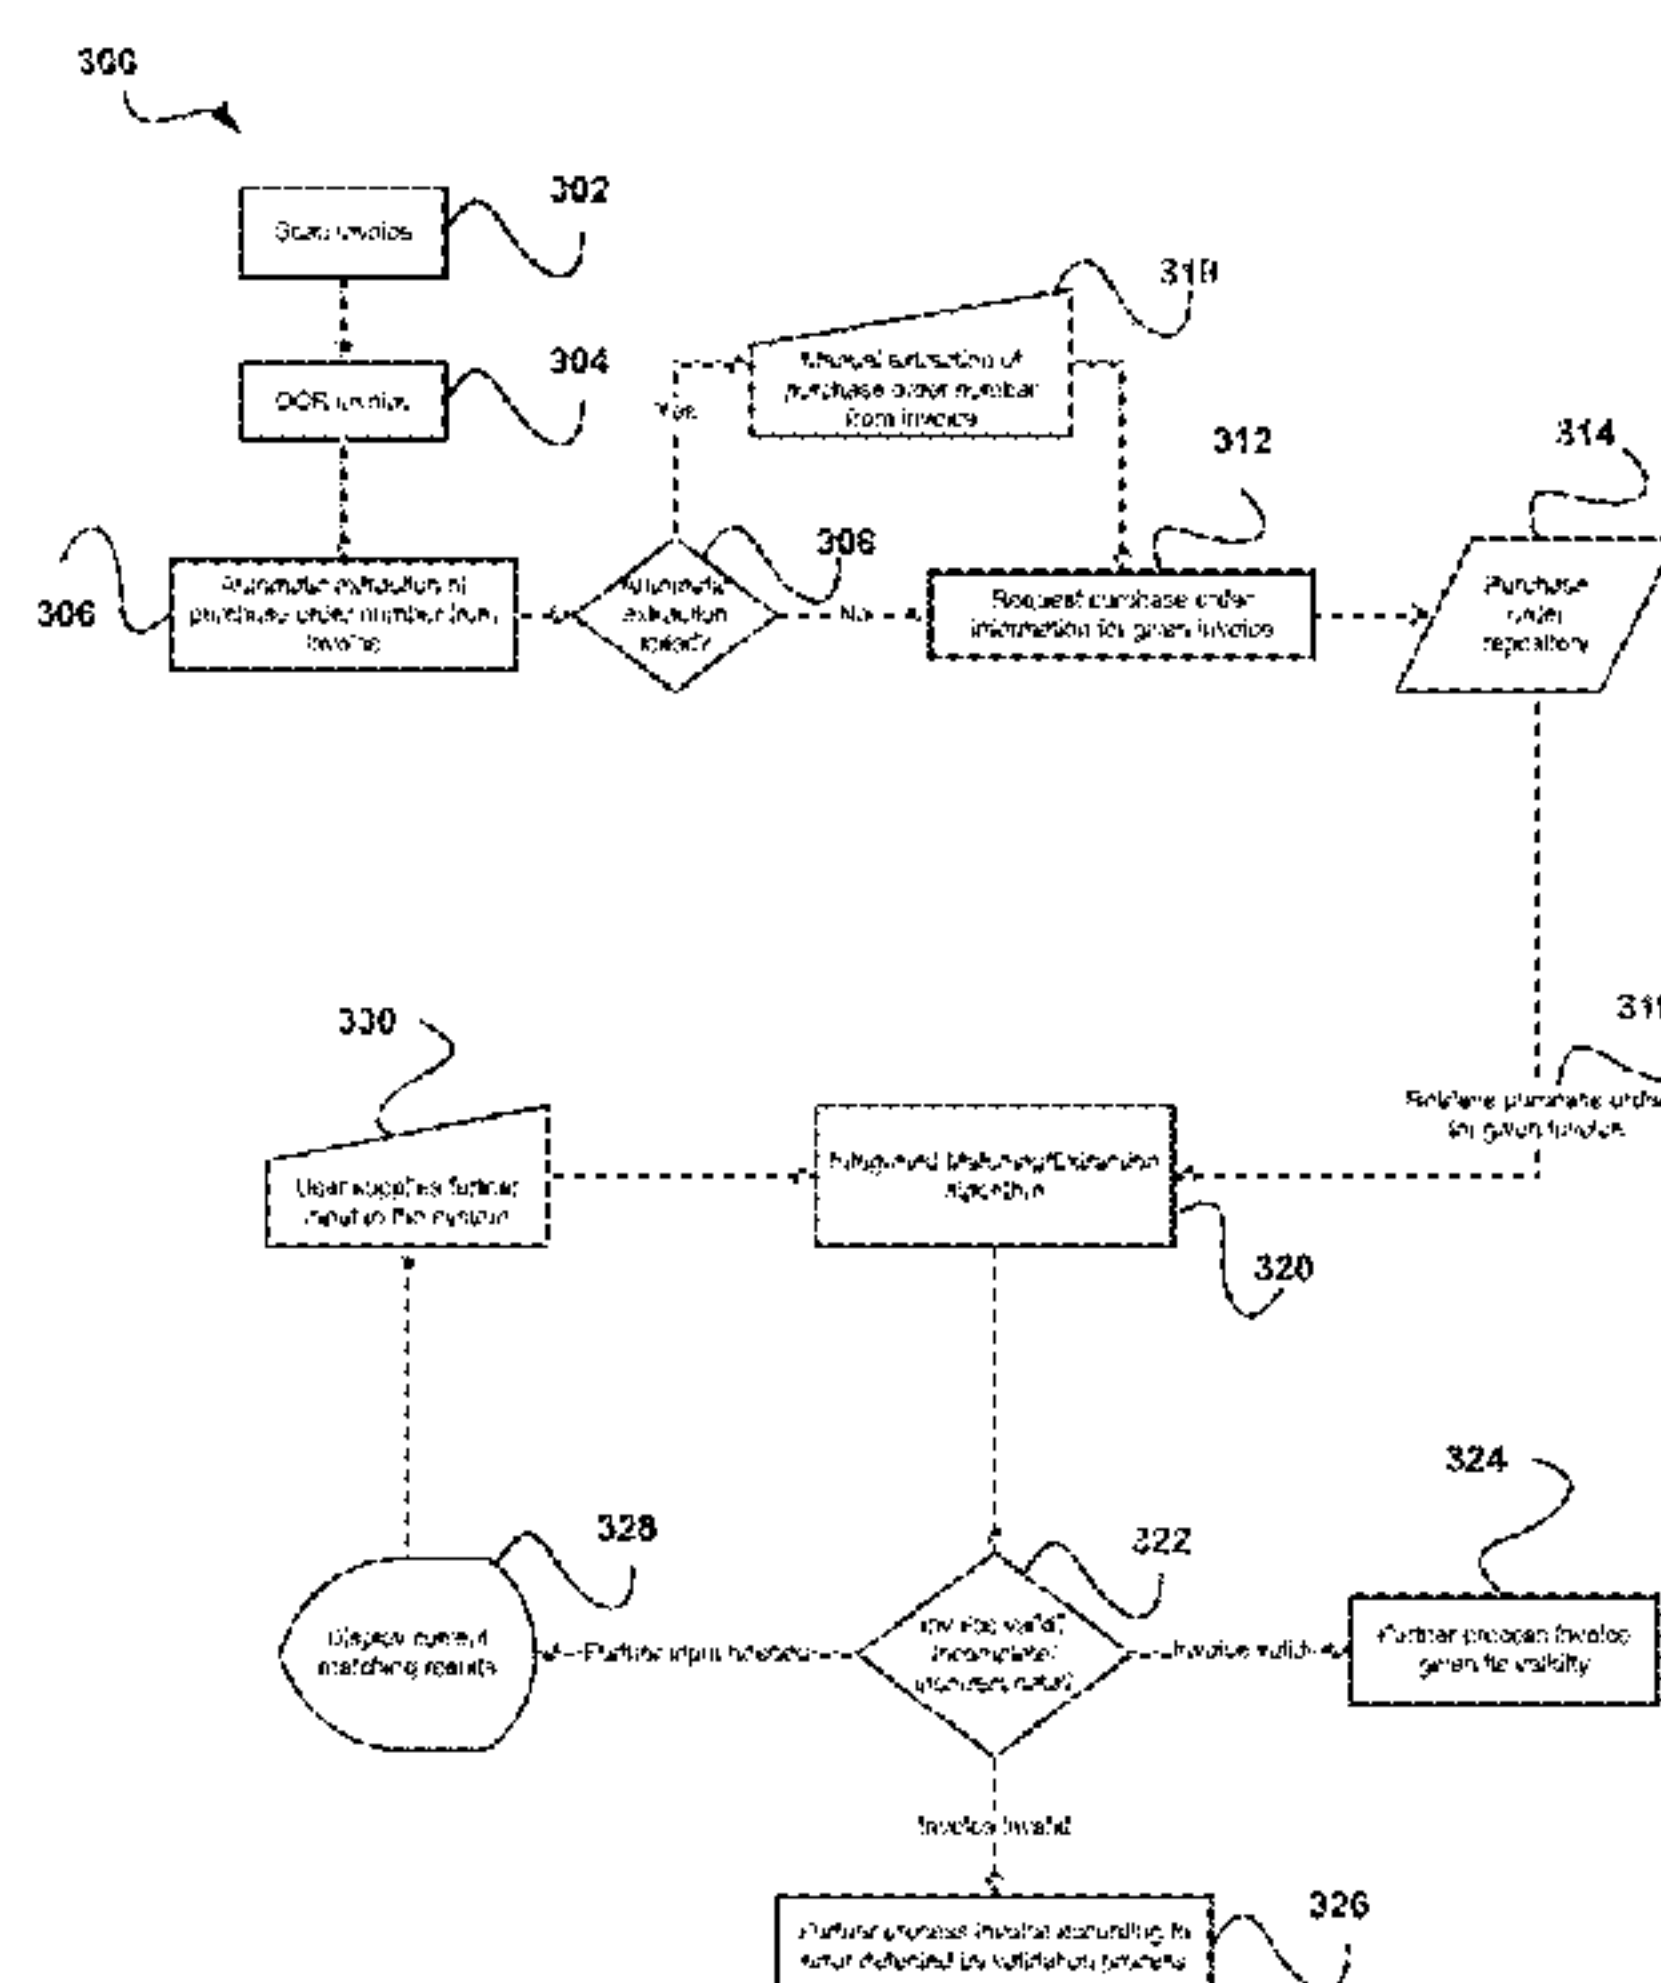 300
302
Scan invoice
310
304
Manual extraction of
purchase order number
from invoice
OCR invoice
Yes
312
314
308
306
Automatic extraction of
purchase order number from
invoice
Automatic
extraction
No
Request purchase order
information for given invoice
Purchase
order
repository
330
Retrieve purchase
for given invoice
User supplies further
input to the system
Integrated Matching/Extraction
algorithm
320
324
328
322
Display current
matching results
Further input needed
Invoice valid/
incomplete/
Invoice valid
Further process invoice
given its validity
Invoice invalid
326
Further process invoice according to
error detected by validation process